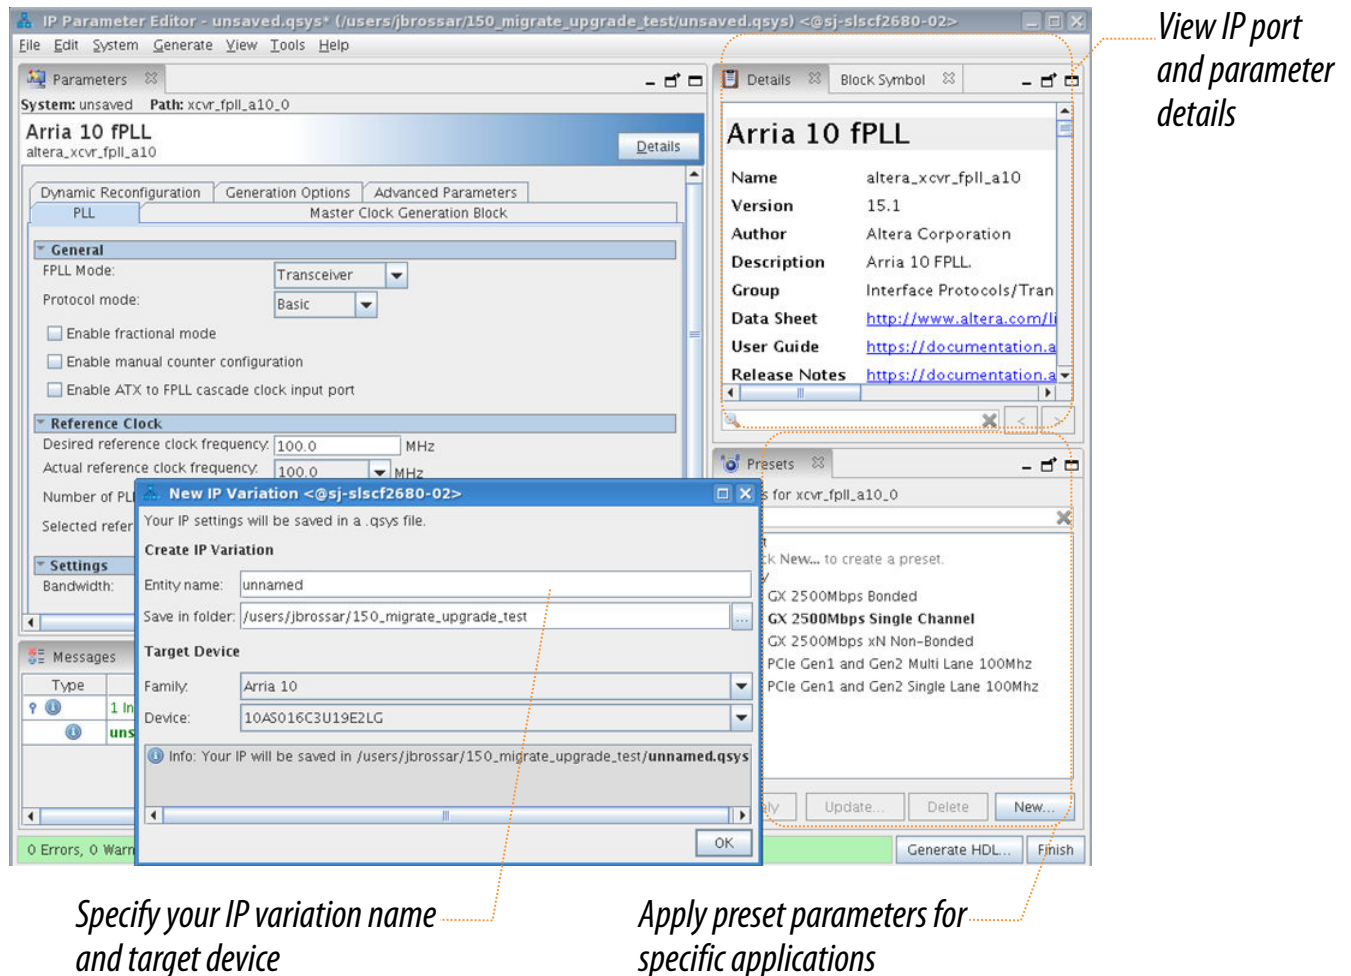 IP Parameter Editor - unsaved.qsys* (/users/jbrossar/150_migrate_upgrade_test/unsaved.qsys) <@sj-slscf2680-02>
File Edit System Generate View Tools Help
Parameters
System: unsaved Path: xcvr_fpll_a10_0
Arria 10 fPLL
altera_xcvr_fpll_a10
Details
Dynamic Reconfiguration Generation Options Advanced Parameters
PLL Master Clock Generation Block
General
FPLL Mode: Transceiver
Protocol mode: Basic
Enable fractional mode
Enable manual counter configuration
Enable ATX to FPLL cascade clock input port
Reference Clock
Desired reference clock frequency: 100.0 MHz
Actual reference clock frequency: 100.0 MHz
Number of PL
Selected refer
Settings
Bandwidth:
Messages
Type
1 In
uns
0 Errors, 0 Warn
Details Block Symbol
Arria 10 fPLL
Name altera_xcvr_fpll_a10
Version 15.1
Author Altera Corporation
Description Arria 10 FPLL.
Group Interface Protocols/Tran
Data Sheet http://www.altera.com/li
User Guide https://documentation.a
Release Notes https://documentation.a
< >
Presets
s for xcvr_fpll_a10_0
k New... to create a preset.
GX 2500Mbps Bonded
GX 2500Mbps Single Channel
GX 2500Mbps xN Non-Bonded
PCIe Gen1 and Gen2 Multi Lane 100Mhz
PCIe Gen1 and Gen2 Single Lane 100Mhz
ly Update... Delete New...
Generate HDL... Finish
New IP Variation <@sj-slscf2680-02>
Your IP settings will be saved in a .qsys file.
Create IP Variation
Entity name: unnamed
Save in folder: /users/jbrossar/150_migrate_upgrade_test ...
Target Device
Family: Arria 10
Device: 10AS016C3U19E2LG
Info: Your IP will be saved in /users/jbrossar/150_migrate_upgrade_test/unnamed.qsys
OK
View IP port
and parameter
details
Specify your IP variation name
and target device
Apply preset parameters for
specific applications